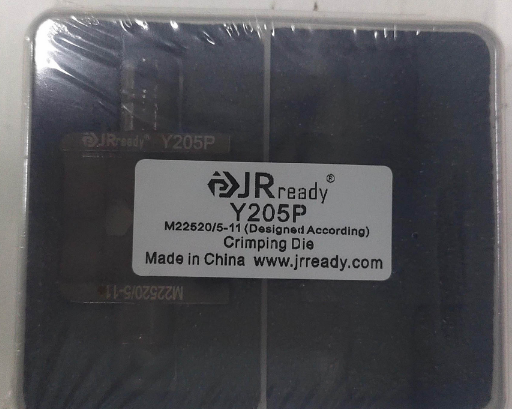 JRready Y205P
JRready®
Y205P
M22520/5-11 (Designed According)
Crimping Die
Made in China www.jrready.com
M22520/5-11